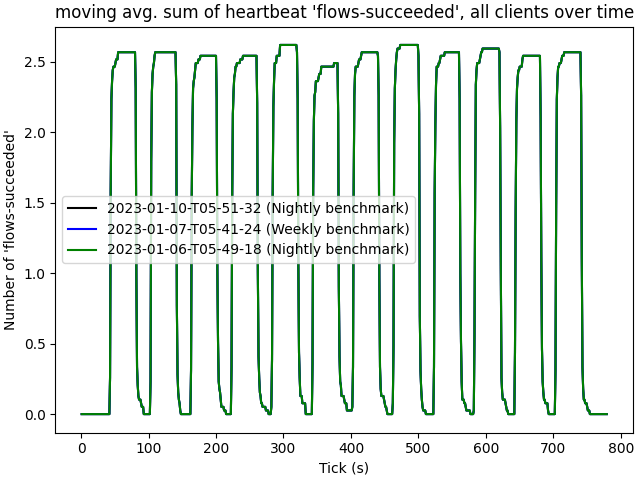 moving avg. sum of heartbeat 'flows-succeeded', all clients over time
Number of 'flows-succeeded'
2.5
2.0
1.5
1.0
0.5
0.0
2023-01-10-T05-51-32 (Nightly benchmark)
2023-01-07-T05-41-24 (Weekly benchmark)
2023-01-06-T05-49-18 (Nightly benchmark)
0 100 200 300 400 500 600 700 800
Tick (s)